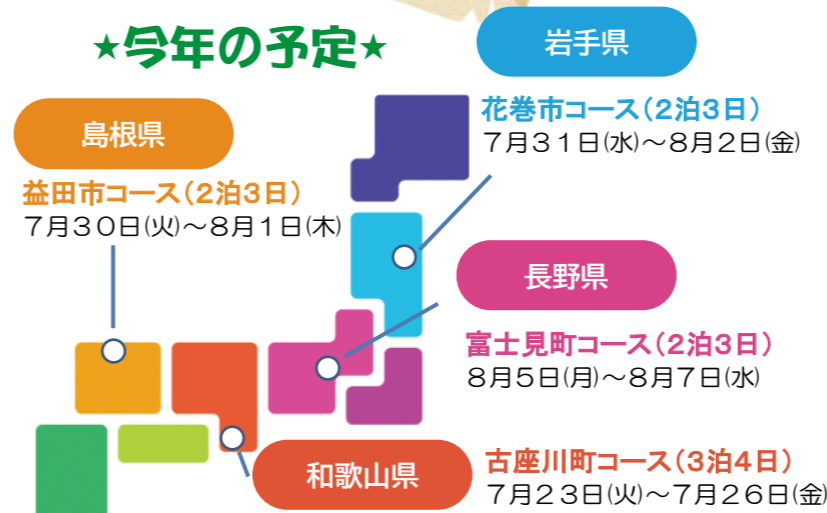 ★今年の予定★
岩手県
花巻市コース（２泊３日）
７月３１日(水)～８月２日(金)
島根県
益田市コース（２泊３日）
７月３０日(火)～８月１日(木)
長野県
富士見町コース（２泊３日）
８月５日(月)～８月７日(水)
和歌山県
古座川町コース（３泊４日）
７月２３日(火)～７月２６日(金)